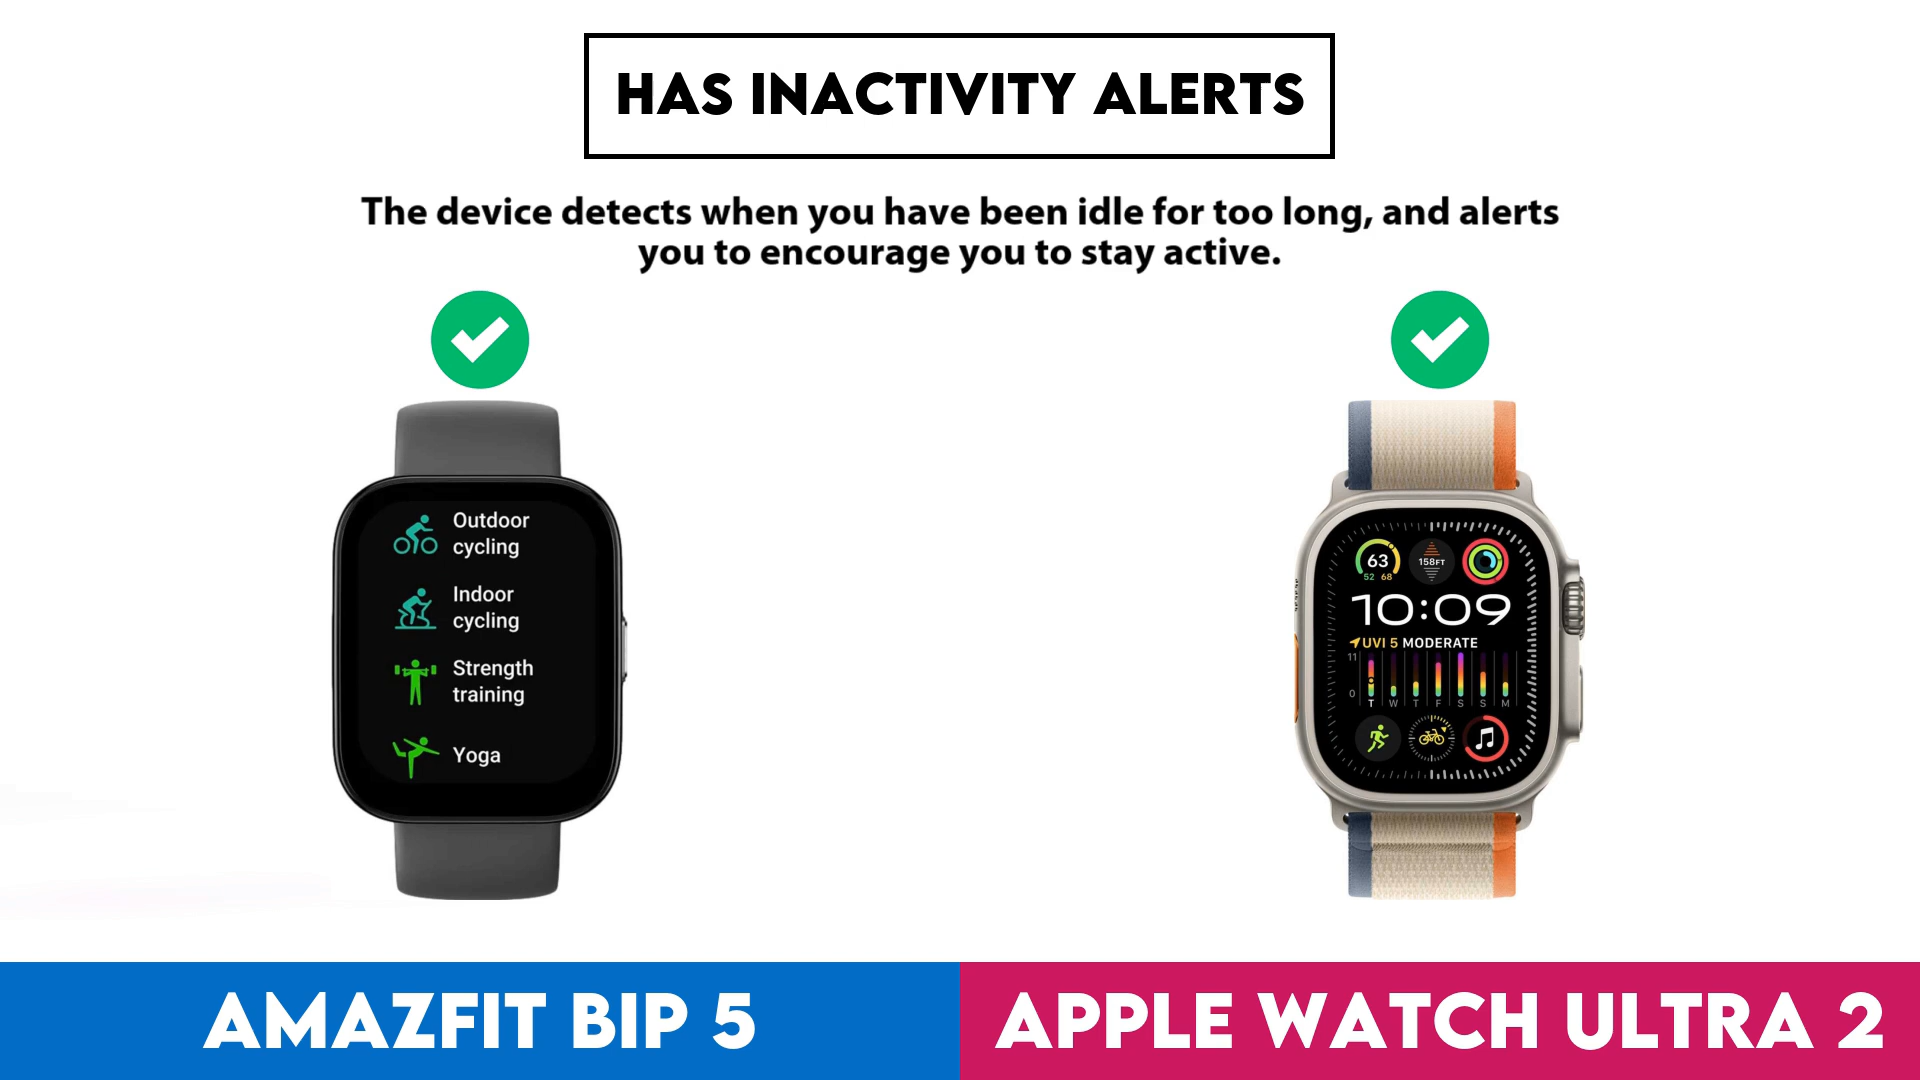 HAS INACTIVITY ALERTS
The device detects when you have been idle for too long, and alerts
you to encourage you to stay active.
Outdoor
cycling
Indoor
cycling
Strength
training
Yoga
63
52 68
158FT
10:09
UVI 5 MODERATE
11
0
T W T F S S M
AMAZFIT BIP 5
APPLE WATCH ULTRA 2